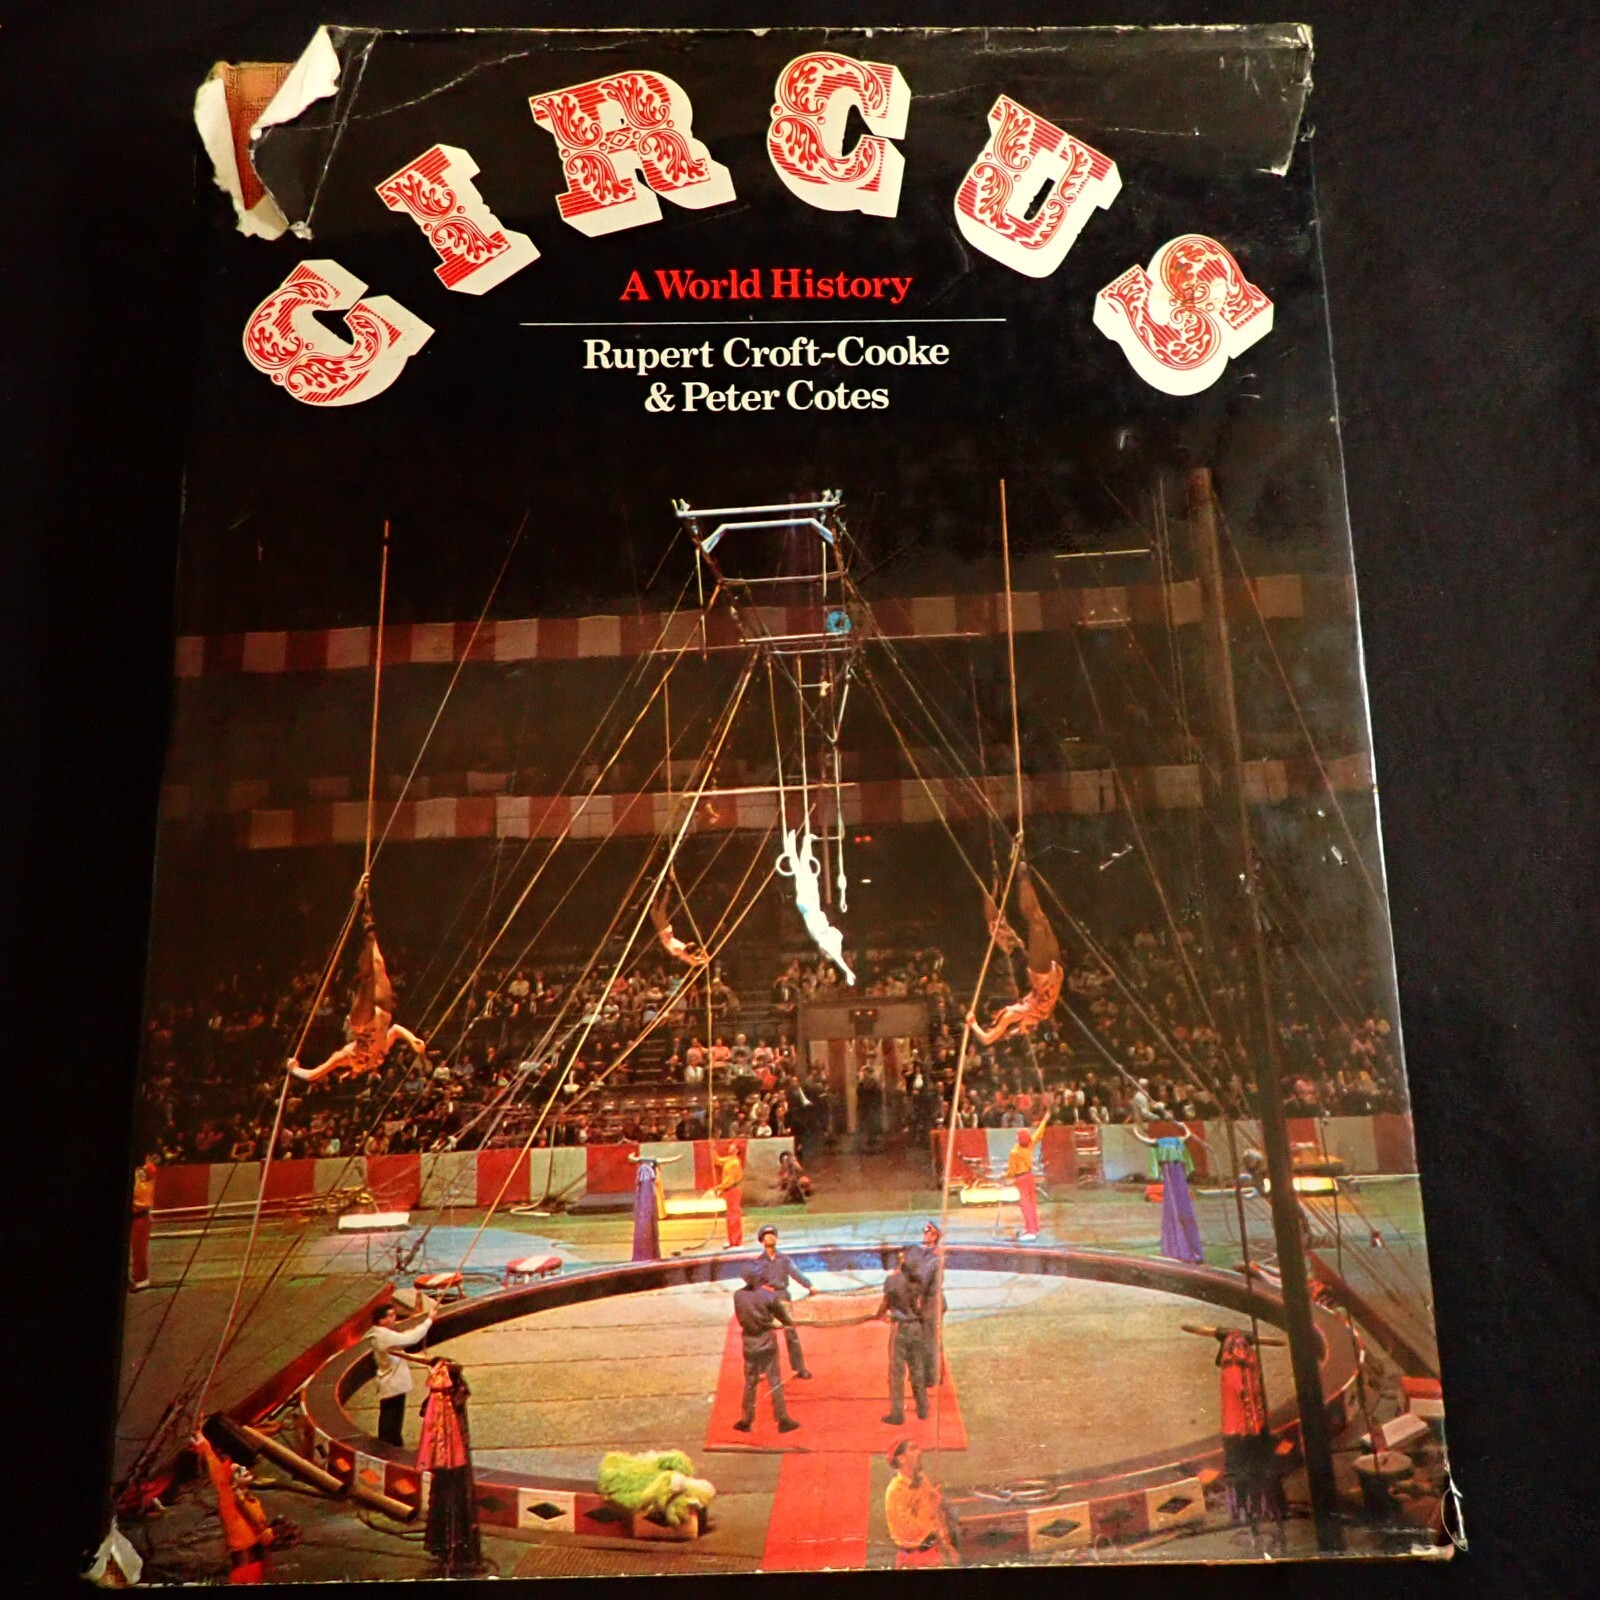 CIRCUS
A World History
Rupert Croft-Cooke
& Peter Cotes